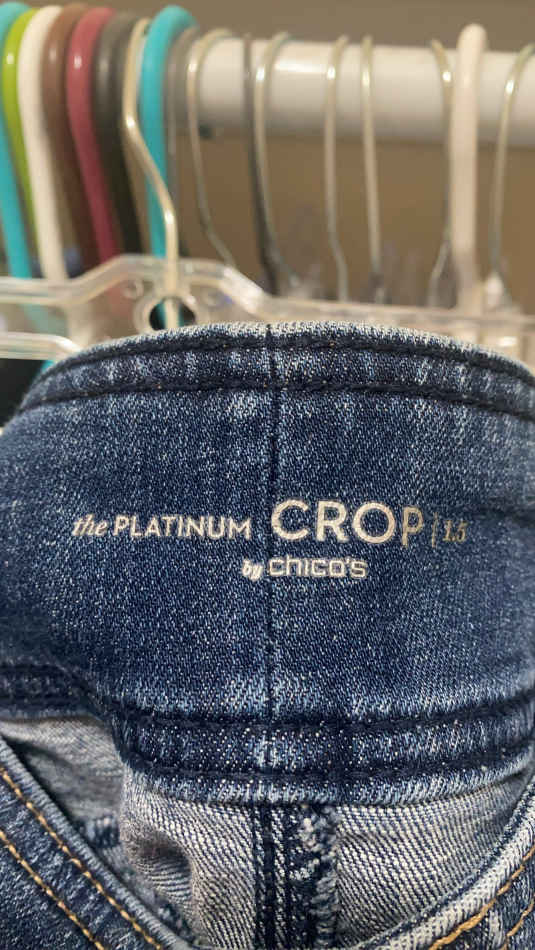 the PLATINUM CROP | 1.5
by CHICO'S